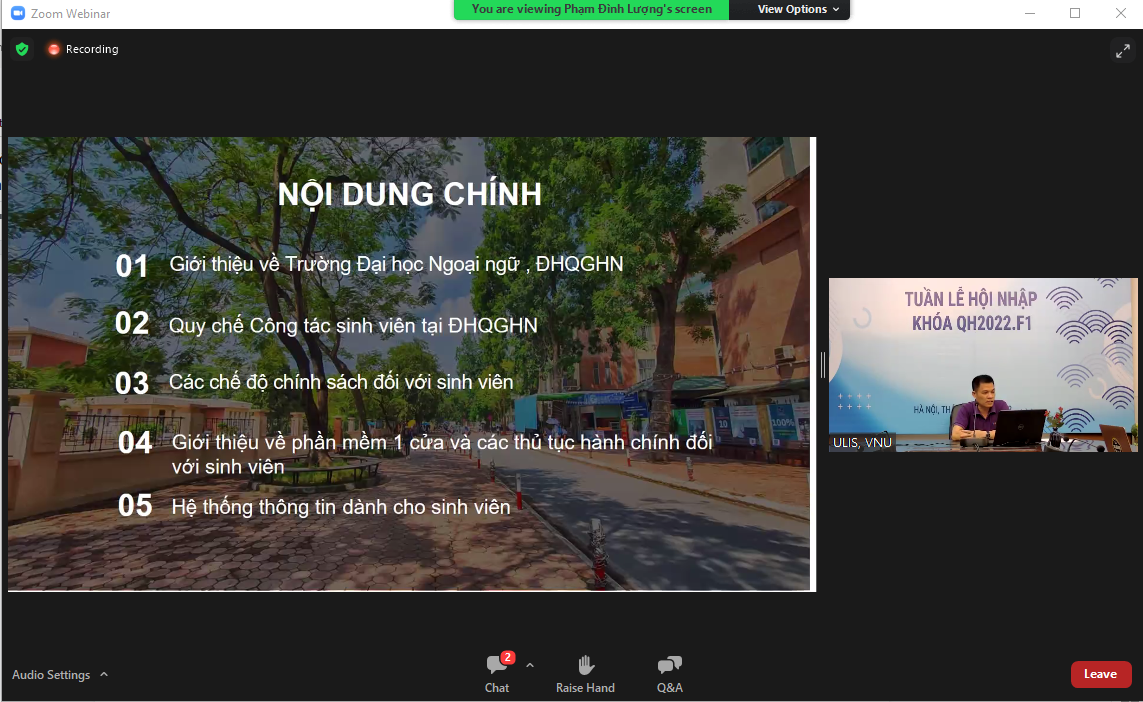 Zoom Webinar
You are viewing Phạm Đình Lượng's screen
View Options
Recording
NỘI DUNG CHÍNH
01 Giới thiệu về Trường Đại học Ngoại ngữ , ĐHQGHN
02 Quy chế Công tác sinh viên tại ĐHQGHN
03 Các chế độ chính sách đối với sinh viên
04 Giới thiệu về phần mềm 1 cửa và các thủ tục hành chính đối
với sinh viên
05 Hệ thống thông tin dành cho sinh viên
10
100%
TUẦN LỄ HỘI NHẬP
KHÓA QH2022.F1
HÀ NỘI, TH
ULIS, VNU
Audio Settings
2
Chat
Raise Hand
Q&A
Leave